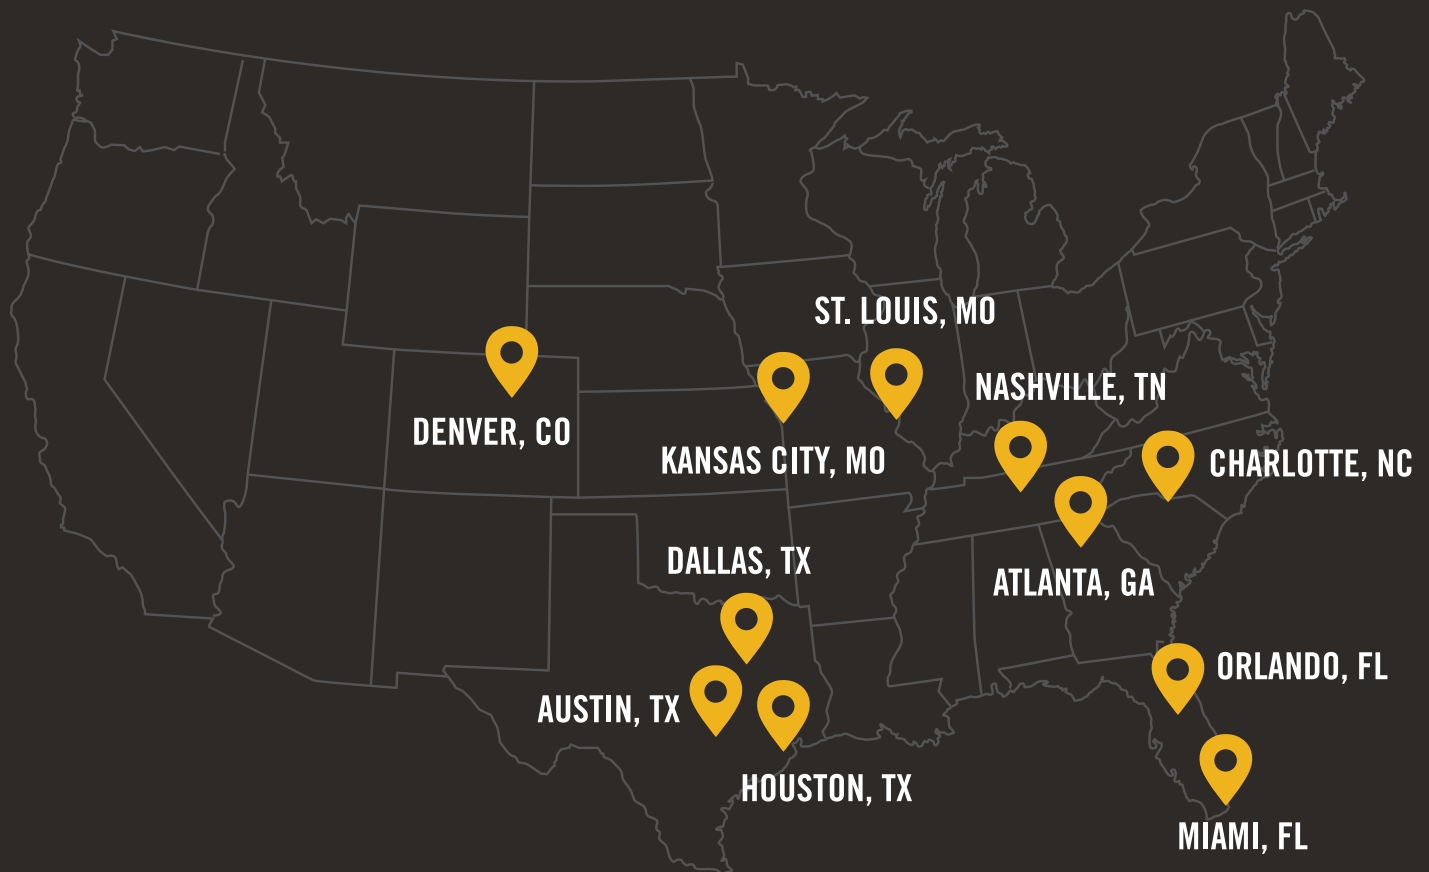 ST. LOUIS, MO
NASHVILLE, TN
DENVER, CO
KANSAS CITY, MO
CHARLOTTE, NC
DALLAS, TX
ATLANTA, GA
ORLANDO, FL
AUSTIN, TX
HOUSTON, TX
MIAMI, FL